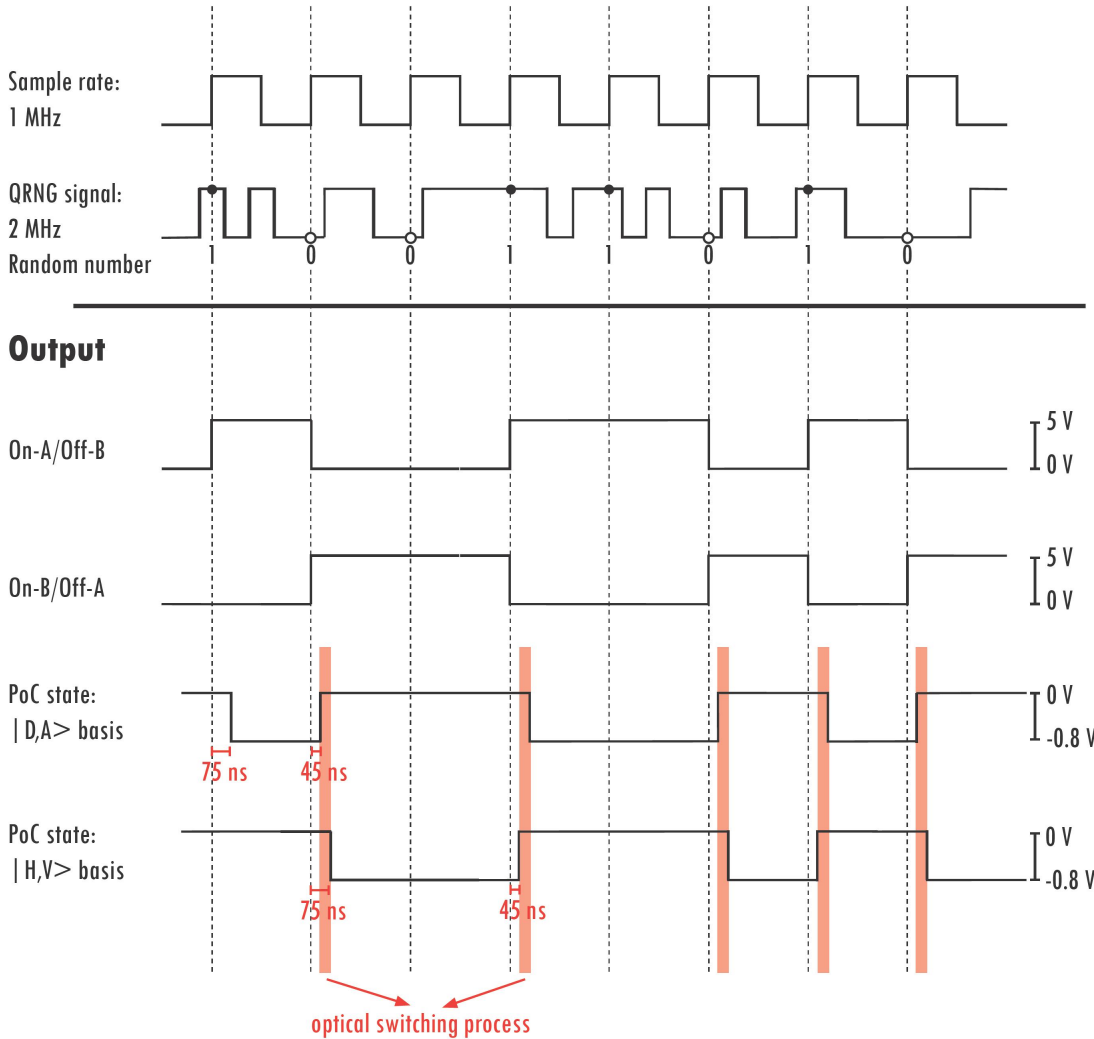 Sample rate:
1 MHz
QRNG signal:
2 MHz
Random number
1 0 0 1 1 0 1 0
Output
On-A/Off-B
5 V
0 V
On-B/Off-A
5 V
0 V
PoC state:
|D,A> basis
0 V
-0.8 V
75 ns
45 ns
PoC state:
|H,V> basis
0 V
-0.8 V
75 ns
45 ns
optical switching process